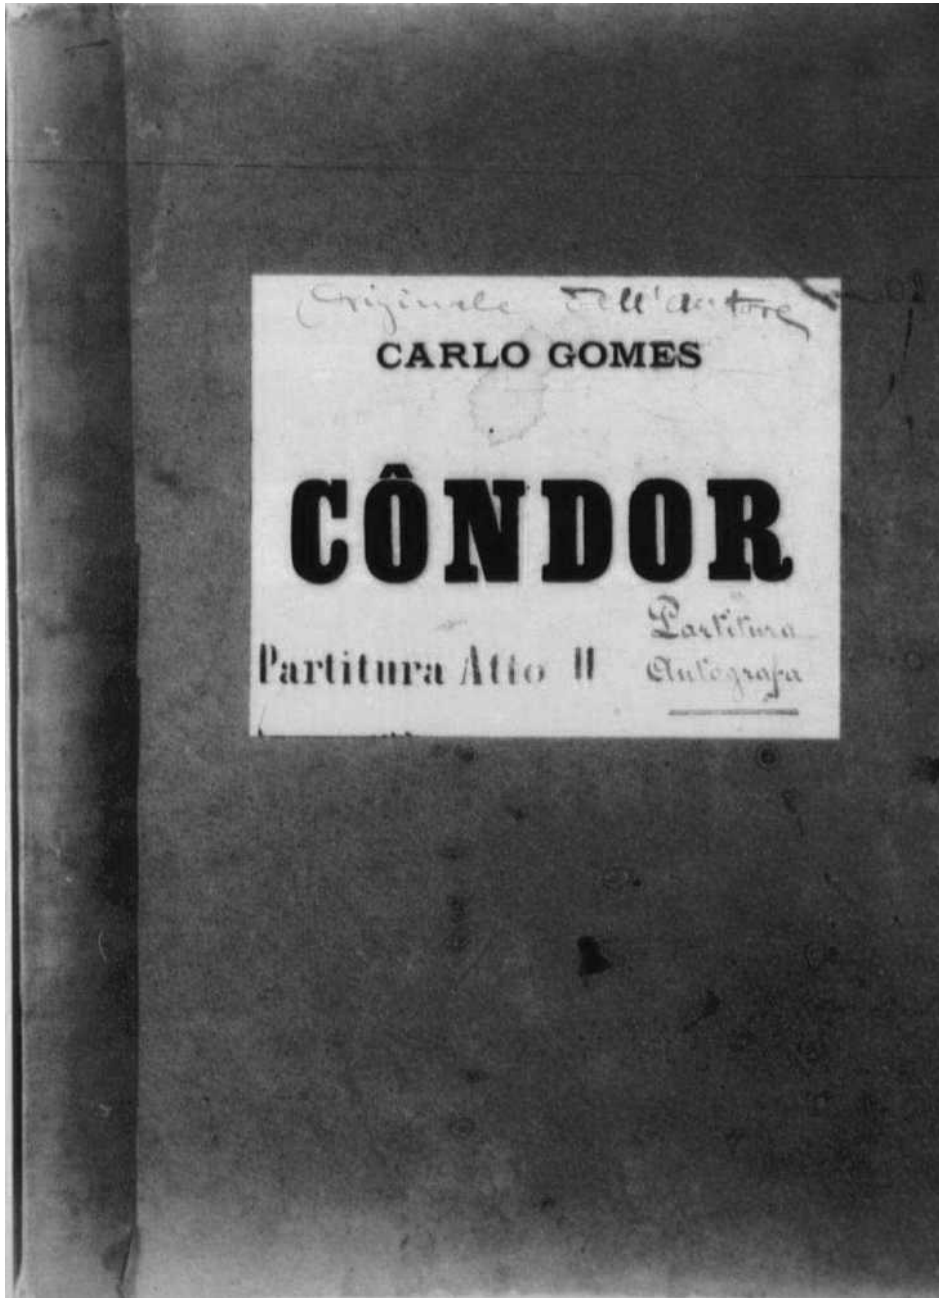 Originale dell'autore
CARLO GOMES
CÔNDOR
Partitura Atto II
Partitura
Autografa